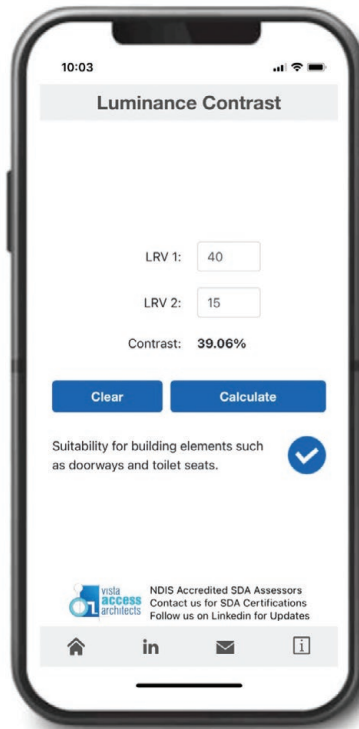 10:03
Luminance Contrast
LRV 1: 40
LRV 2: 15
Contrast: 39.06%
Clear Calculate
Suitability for building elements such
as doorways and toilet seats.
vista
access
architects
NDIS Accredited SDA Assessors
Contact us for SDA Certifications
Follow us on Linkedin for Updates
in
i